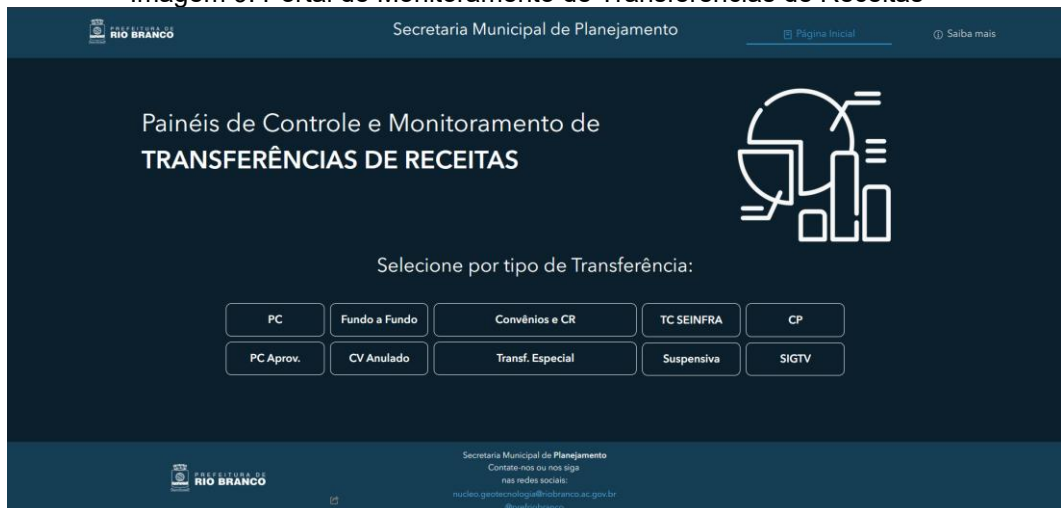 Imagem 9: Portal de Monitoramento de Transferências de Receitas
PREFEITURA DE
RIO BRANCO
Secretaria Municipal de Planejamento
Página Inicial
Saiba mais
Painéis de Controle e Monitoramento de
TRANSFERÊNCIAS DE RECEITAS
Selecione por tipo de Transferência:
PC Fundo a Fundo Convênios e CR TC SEINFRA CP
PC Aprov. CV Anulado Transf. Especial Suspensiva SIGTV
PREFEITURA DE
RIO BRANCO
Secretaria Municipal de Planejamento
Contate-nos ou nos siga
nas redes sociais:
nucleo.geotecnologia@riobranco.ac.gov.br
@prefriobranco